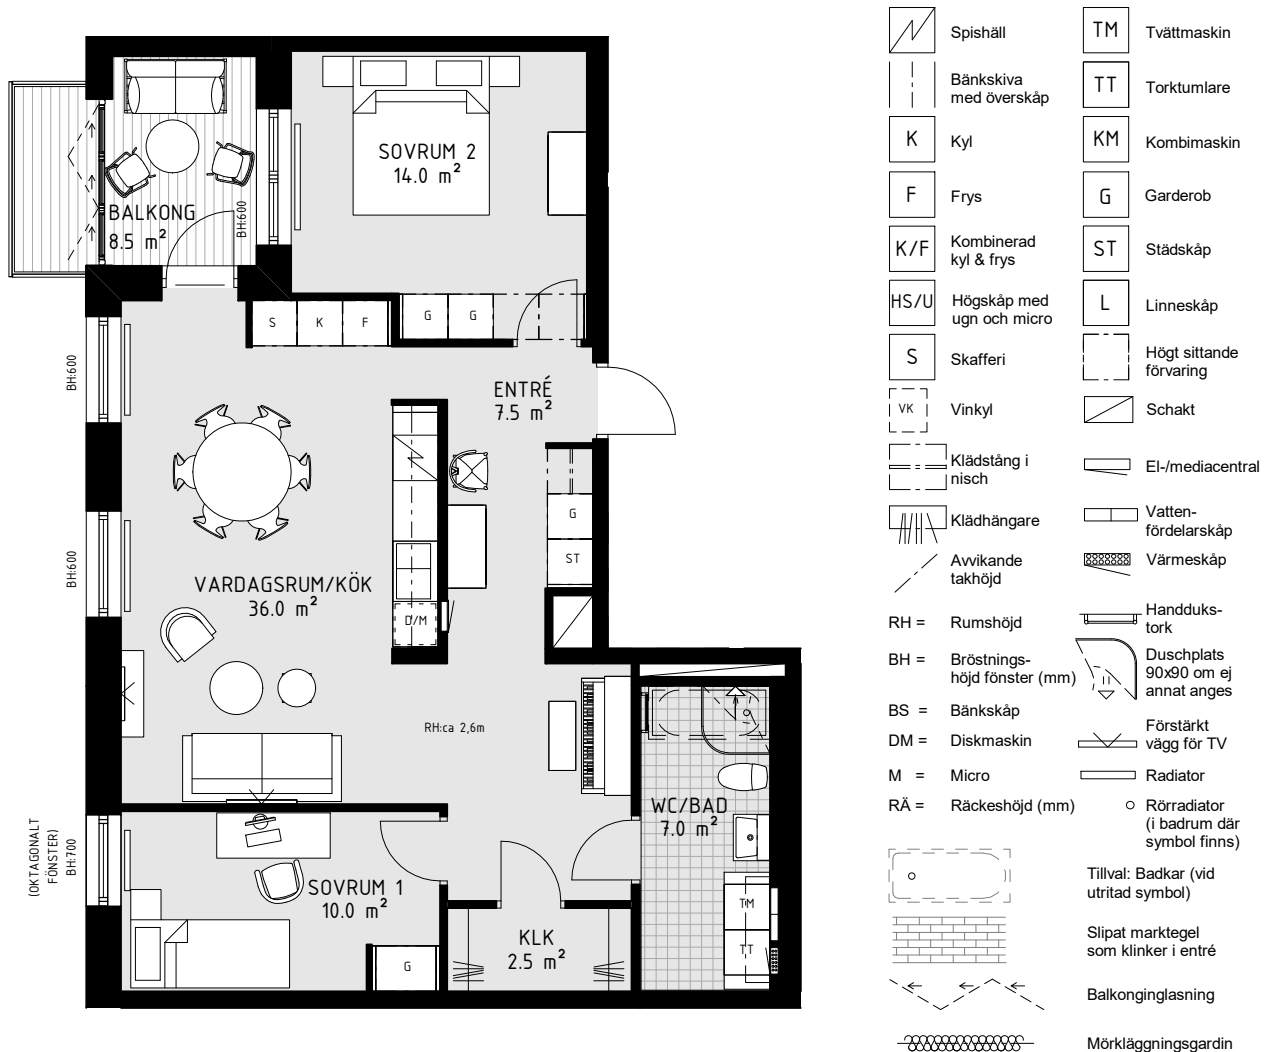 SOVRUM 2
14.0 m²
BALKONG
8.5 m²
BH:600
S
K
F
G
G
BH:600
ENTRÉ
7.5 m²
G
ST
BH:600
VARDAGSRUM/KÖK
36.0 m²
D/M
RH:ca 2,6m
WC/BAD
7.0 m²
(OKTAGONALT
FÖNSTER)
BH:700
SOVRUM 1
10.0 m²
G
KLK
2.5 m²
TM
TT
Spishäll
Bänkskiva
med överskåp
K
Kyl
F
Frys
K/F
Kombinerad
kyl & frys
HS/U
Högskåp med
ugn och micro
S
Skafferi
VK
Vinkyl
Klädstång i
nisch
Klädhängare
Avvikande
takhöjd
RH = Rumshöjd
BH = Bröstnings-
höjd fönster (mm)
BS = Bänkskåp
DM = Diskmaskin
M = Micro
RÄ = Räckeshöjd (mm)
TM
Tvättmaskin
TT
Torktumlare
KM
Kombimaskin
G
Garderob
ST
Städskåp
L
Linneskåp
Högt sittande
förvaring
Schakt
El-/mediacentral
Vatten-
fördelarskåp
Värmeskåp
Handduks-
tork
Duschplats
90x90 om ej
annat anges
Förstärkt
vägg för TV
Radiator
Rörradiator
(i badrum där
symbol finns)
Tillval: Badkar (vid
utritad symbol)
Slipat marktegel
som klinker i entré
Balkonginglasning
Mörkläggningsgardin